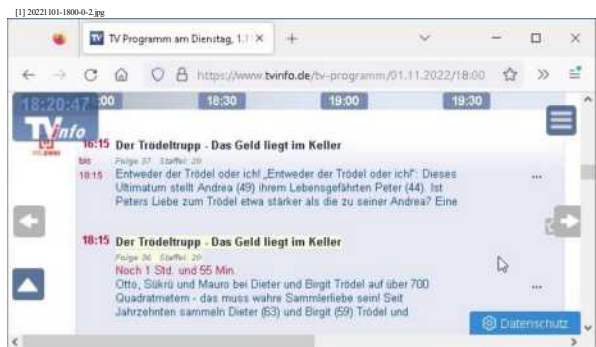 [1] 20221101-1800-0-2.jpg
TV Programm am Dienstag, 1.1
https://www.tvinfo.de/tv-programm/01.11.2022/18:00
18:20:47 :00 18:30 19:00 19:30
TVinfo
16:15 Der Trödeltrupp - Das Geld liegt im Keller
bis Folge 37 Staffel 20
18:15 Entweder der Trödel oder ich! „Entweder der Trödel oder ich!": Dieses
Ultimatum stellt Andrea (49) ihrem Lebensgefährten Peter (44). Ist
Peters Liebe zum Trödel etwa stärker als die zu seiner Andrea? Eine
...
18:15 Der Trödeltrupp - Das Geld liegt im Keller
Folge 36 Staffel 20
Noch 1 Std. und 55 Min.
Otto, Sükrü und Mauro bei Dieter und Birgit Trödel auf über 700
Quadratmetern - das muss wahre Sammlerliebe sein! Seit
Jahrzehnten sammeln Dieter (63) und Birgit (59) Trödel und
...
Datenschutz